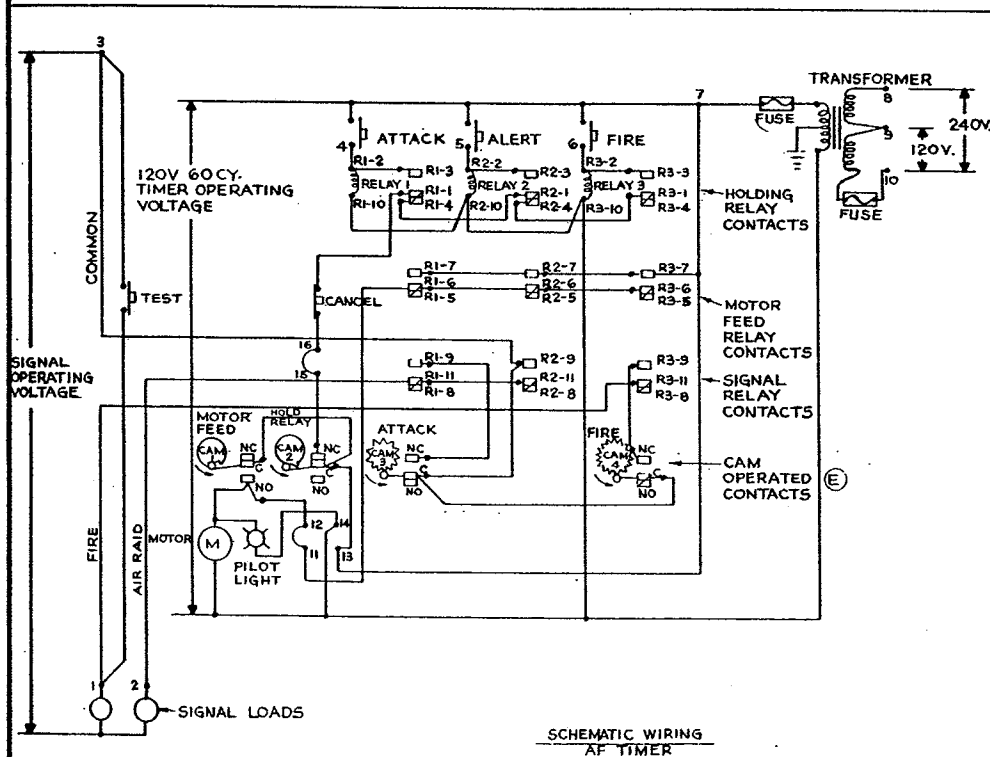 3
7
TRANSFORMER
8
FUSE
9
240V.
120V.
10
FUSE
ATTACK
ALERT
FIRE
4
5
6
120V 60CY.
TIMER OPERATING
VOLTAGE
R1-2
R1-3
R2-2
R2-3
R3-2
R3-3
RELAY 1
R1-1
RELAY 2
R2-1
RELAY 3
R3-1
R1-10
R1-4
R2-10
R2-4
R3-10
R3-4
HOLDING
RELAY
CONTACTS
COMMON
TEST
CANCEL
R1-7
R2-7
R3-7
R1-6
R2-6
R3-6
R1-5
R2-5
R3-5
MOTOR
FEED
RELAY
CONTACTS
16
15
SIGNAL
OPERATING
VOLTAGE
R1-9
R2-9
R3-9
R1-11
R2-11
R3-11
R1-8
R2-8
R3-8
SIGNAL
RELAY
CONTACTS
MOTOR
FEED
HOLD
RELAY
ATTACK
FIRE
CAM
1
NC
C
NO
CAM
2
NC
C
NO
CAM
3
NC
C
NO
CAM
4
NC
C
NO
CAM
OPERATED
CONTACTS
E
12
14
11
13
MOTOR
M
PILOT
LIGHT
FIRE
AIR RAID
1
2
SIGNAL LOADS
SCHEMATIC WIRING
AF TIMER